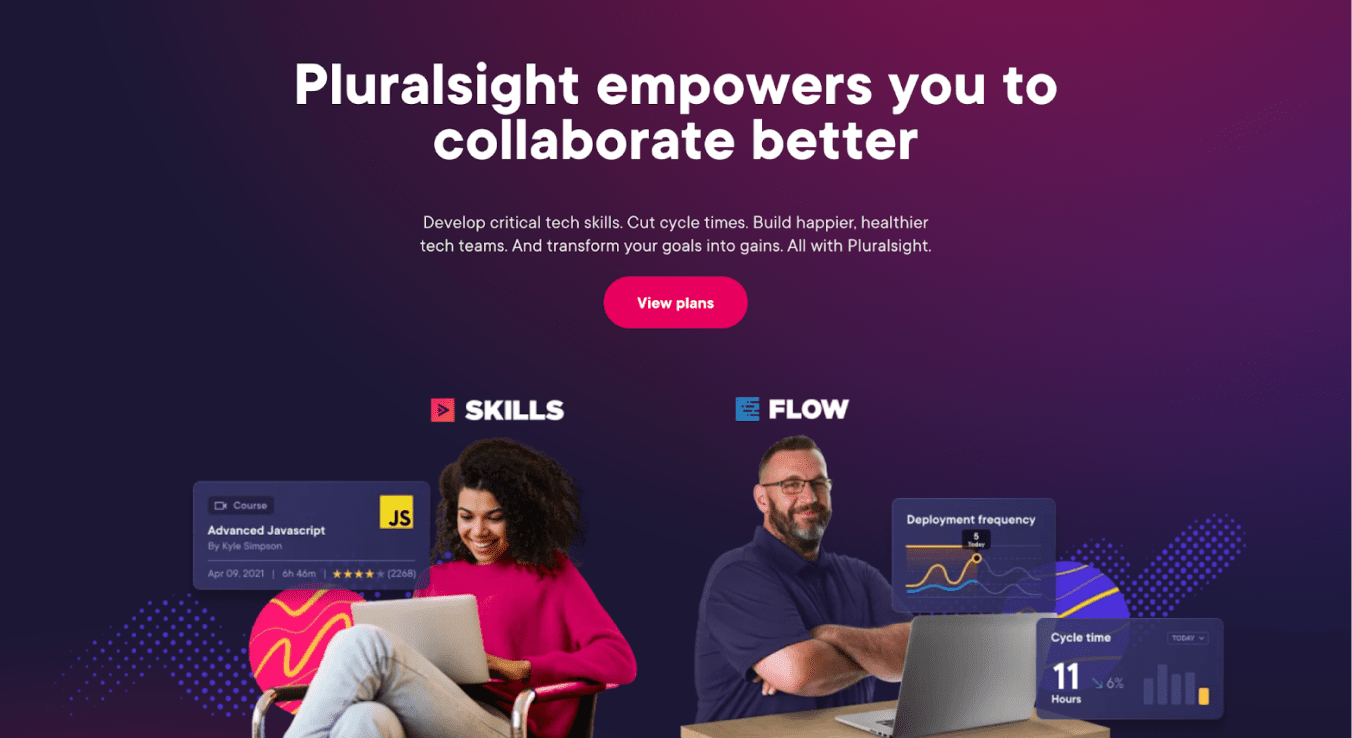 Pluralsight empowers you to
collaborate better
Develop critical tech skills. Cut cycle times. Build happier, healthier
tech teams. And transform your goals into gains. All with Pluralsight.
View plans
SKILLS
FLOW
Course
JS
Advanced Javascript
By Kyle Simpson
Apr 09, 2021 | 6h 46m | ★★★★★ (2268)
Deployment frequency
5
Today
Cycle time
TODAY
11
6%
Hours